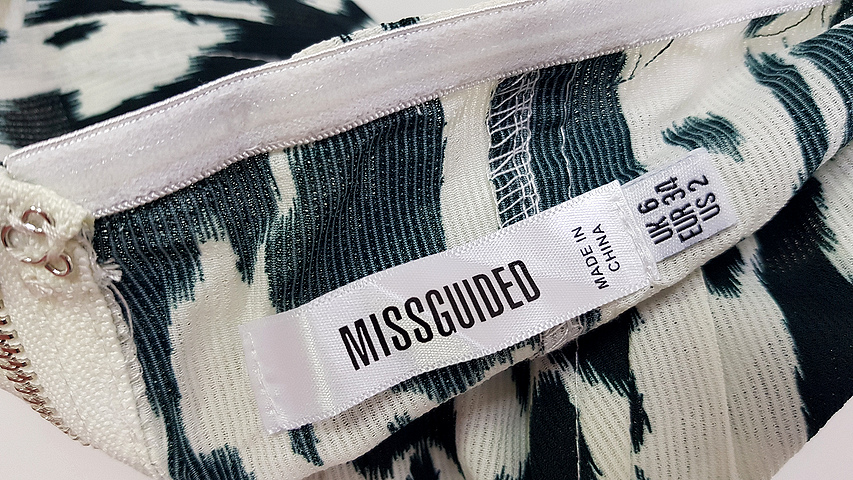 MISSGUIDED
MADE IN
CHINA
UK 6
EUR 34
US 2